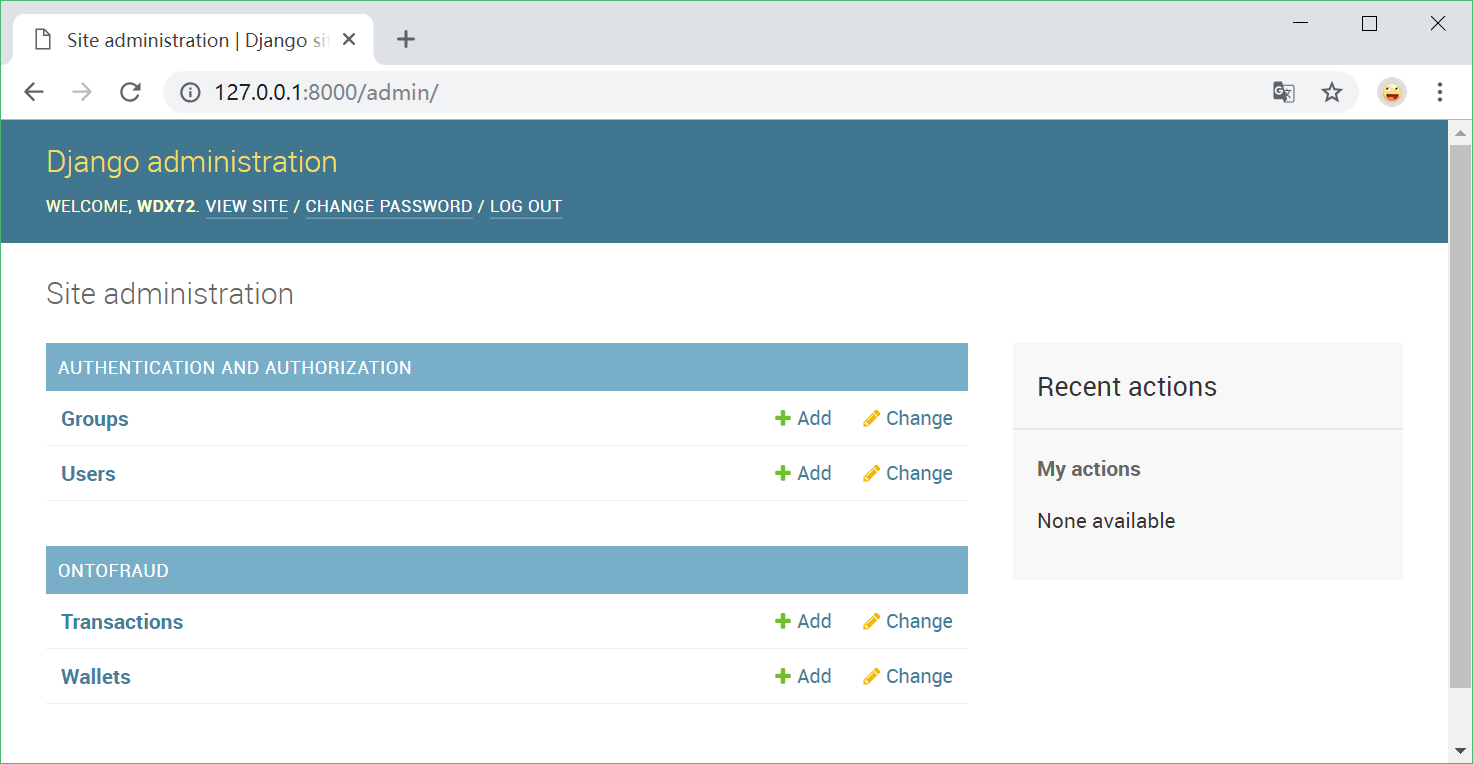 Site administration | Django si
127.0.0.1:8000/admin/
Django administration
WELCOME, WDX72. VIEW SITE / CHANGE PASSWORD / LOG OUT
Site administration
AUTHENTICATION AND AUTHORIZATION
Groups Add Change
Users Add Change
ONTOFRAUD
Transactions Add Change
Wallets Add Change
Recent actions
My actions
None available